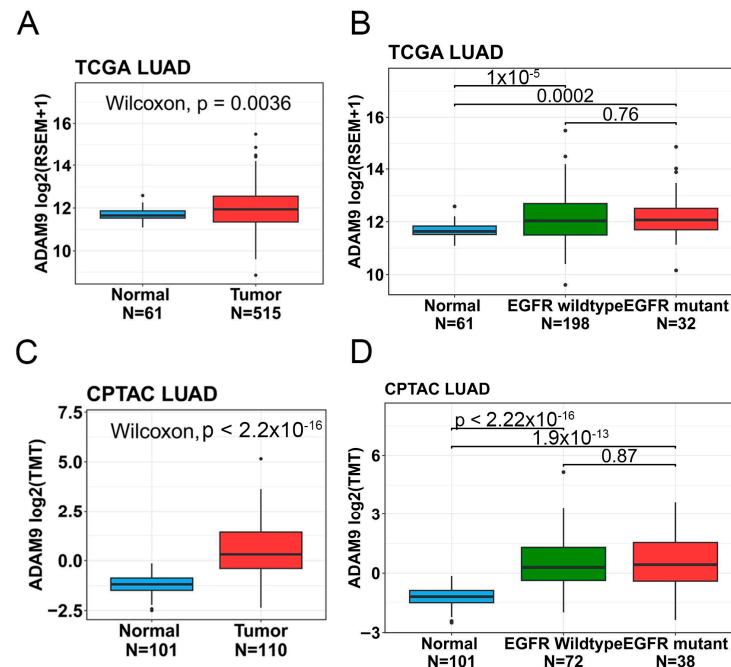 A
TCGA LUAD
Wilcoxon, p = 0.0036
ADAM9 log2(RSEM+1)
16
14
12
10
Normal Tumor
N=61 N=515
B
TCGA LUAD
1x10-5
0.0002
0.76
ADAM9 log2(RSEM+1)
16
14
12
10
Normal EGFR wildtype EGFR mutant
N=61 N=198 N=32
C
CPTAC LUAD
Wilcoxon, p < 2.2x10-16
ADAM9 log2(TMT)
7.5
5.0
2.5
0.0
−2.5
Normal Tumor
N=101 N=110
D
CPTAC LUAD
p < 2.22x10-16
1.9x10-13
0.87
ADAM9 log2(TMT)
6
3
0
−3
Normal EGFR Wildtype EGFR mutant
N=101 N=72 N=38